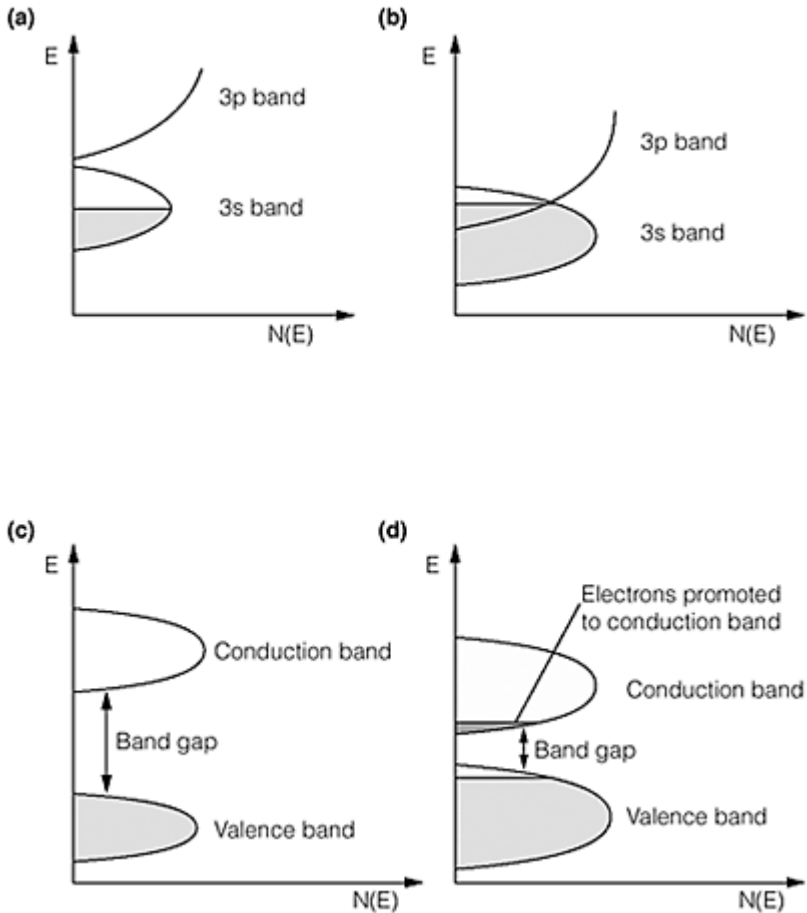 (a)
E
3p band
3s band
N(E)
(b)
E
3p band
3s band
N(E)
(c)
E
Conduction band
Band gap
Valence band
N(E)
(d)
E
Electrons promoted
to conduction band
Conduction band
Band gap
Valence band
N(E)